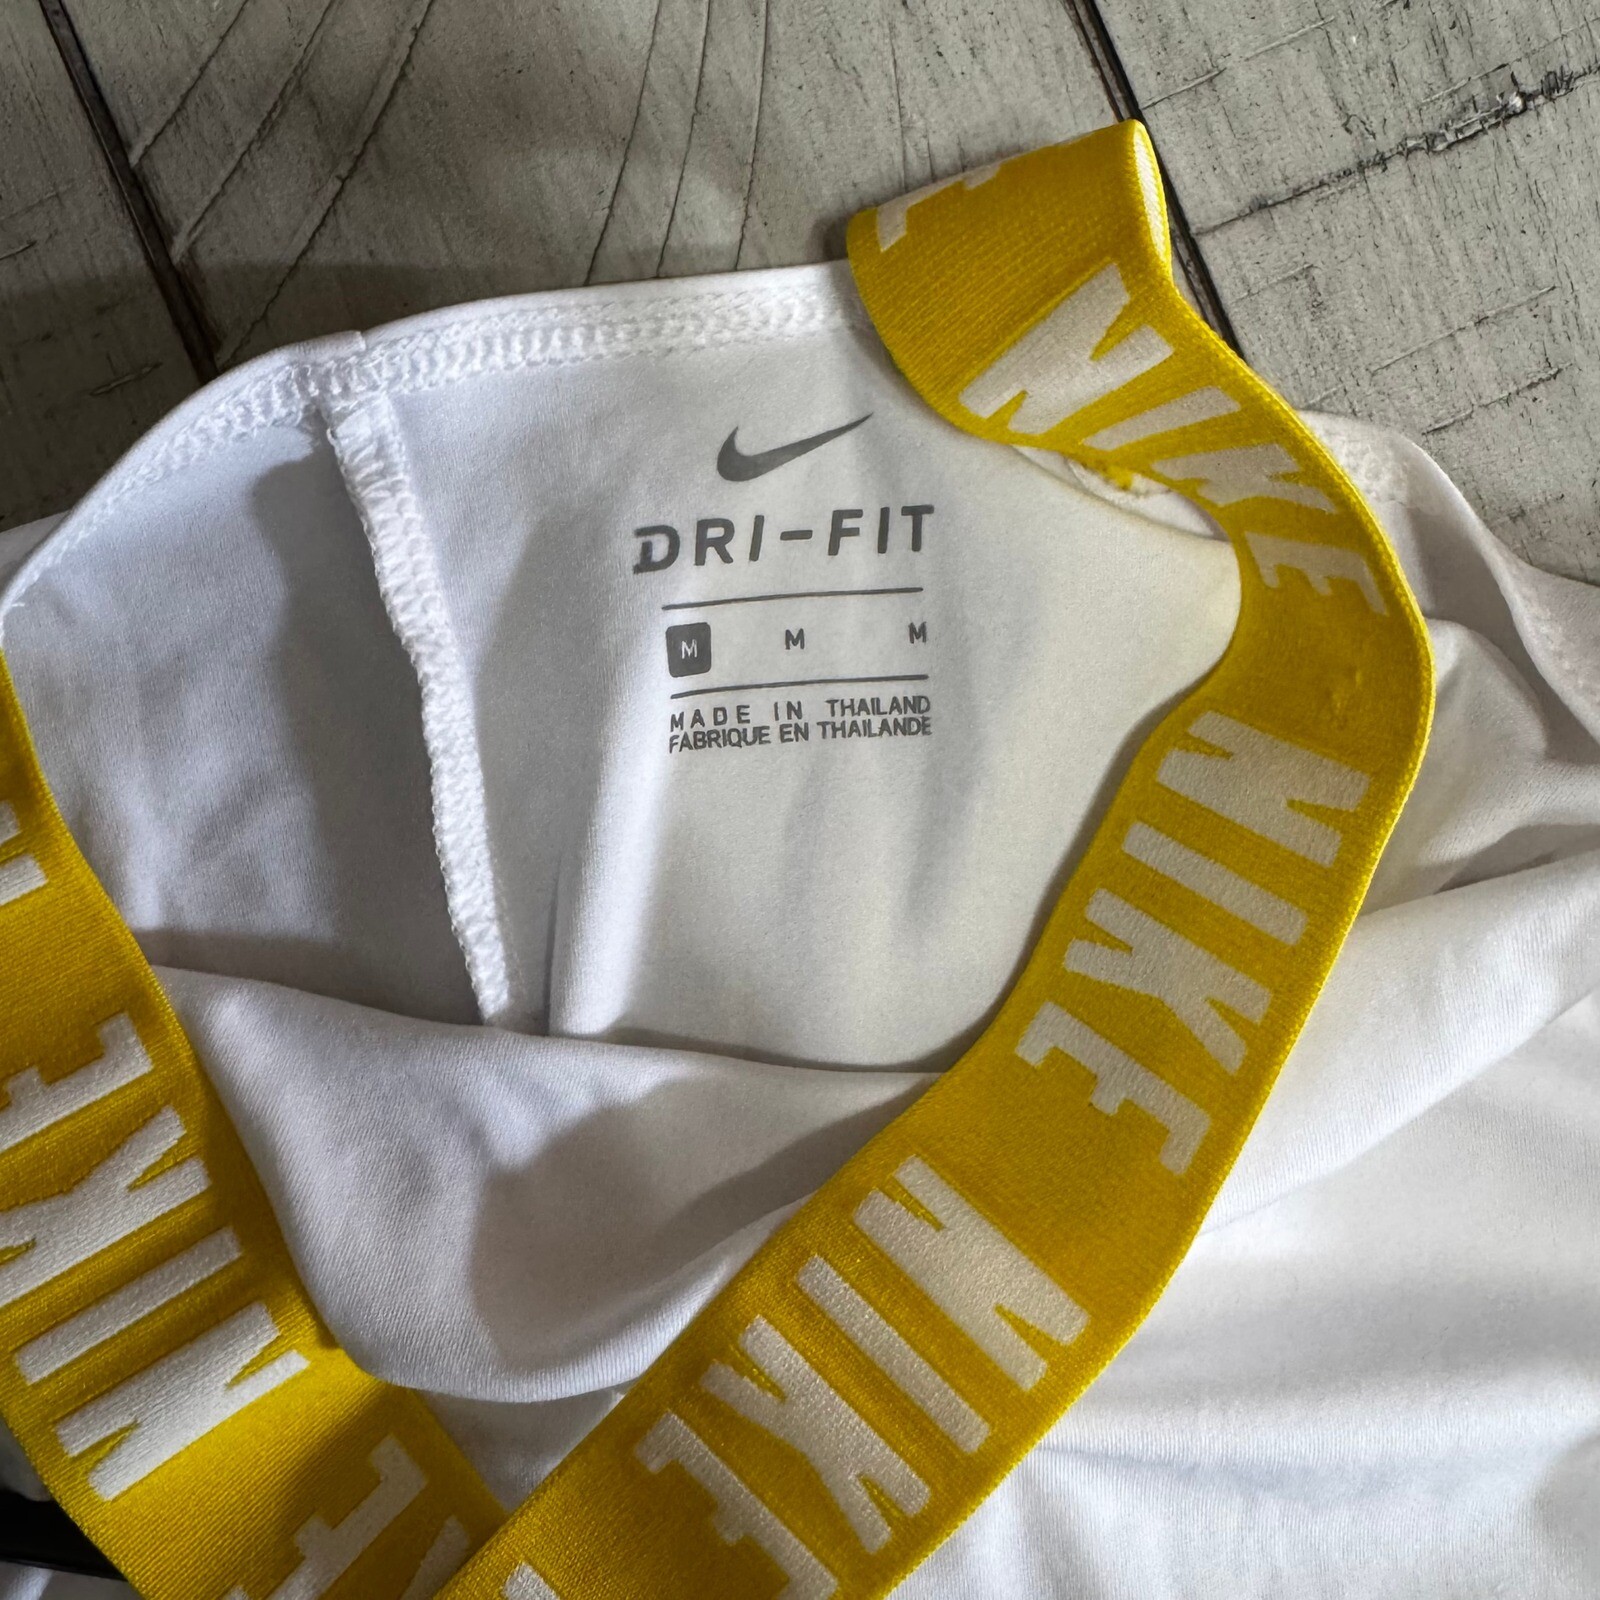 DRI-FIT
M M M
MADE IN THAILAND
FABRIQUE EN THAILANDE
NIKE
NIKE
NIKE
NIKE